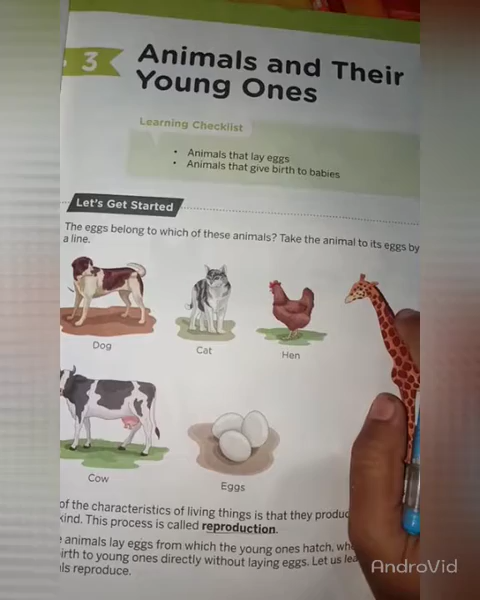 3
Animals and Their
Young Ones
Learning Checklist
• Animals that lay eggs
• Animals that give birth to babies
Let's Get Started
The eggs belong to which of these animals? Take the animal to its eggs by
a line.
Dog
Cat
Hen
Cow
Eggs
of the characteristics of living things is that they produc
kind. This process is called reproduction.
animals lay eggs from which the young ones hatch, wh
irth to young ones directly without laying eggs. Let us lea
ls reproduce.
AndroVid